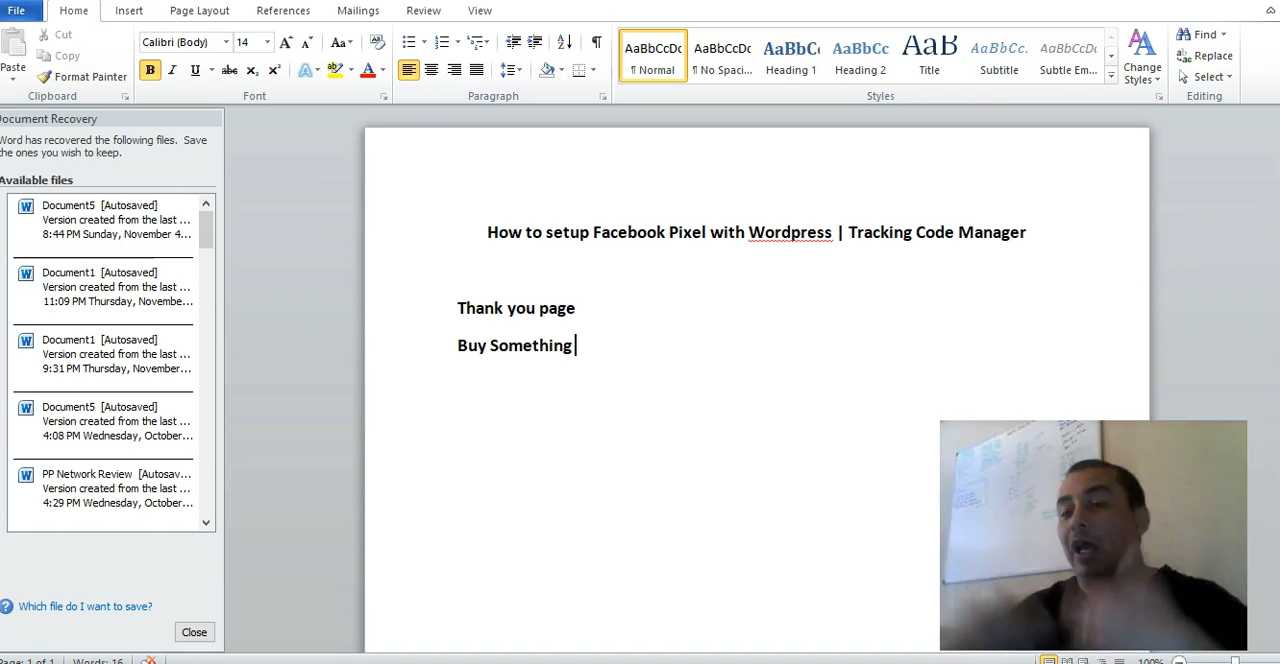 File Home Insert Page Layout References Mailings Review View
Cut
Copy
Format Painter
Paste
Clipboard
Calibri (Body) 14
Font
Paragraph
AaBbCcDc AaBbCcDc AaBbCc AaBbCc AaB AaBbCc. AaBbCcDc
¶ Normal ¶ No Spaci... Heading 1 Heading 2 Title Subtitle Subtle Em...
Styles
Change
Styles
Find
Replace
Select
Editing
Document Recovery
Word has recovered the following files. Save
the ones you wish to keep.
Available files
Document5 [Autosaved]
Version created from the last ...
8:44 PM Sunday, November 4...
Document1 [Autosaved]
Version created from the last ...
11:09 PM Thursday, Novembe...
Document1 [Autosaved]
Version created from the last ...
9:31 PM Thursday, November...
Document5 [Autosaved]
Version created from the last ...
4:08 PM Wednesday, October...
PP Network Review [Autosav...
Version created from the last ...
4:29 PM Wednesday, October...
Which file do I want to save?
Close
How to setup Facebook Pixel with Wordpress | Tracking Code Manager
Thank you page
Buy Something
Page: 1 of 1 Words: 16
100%